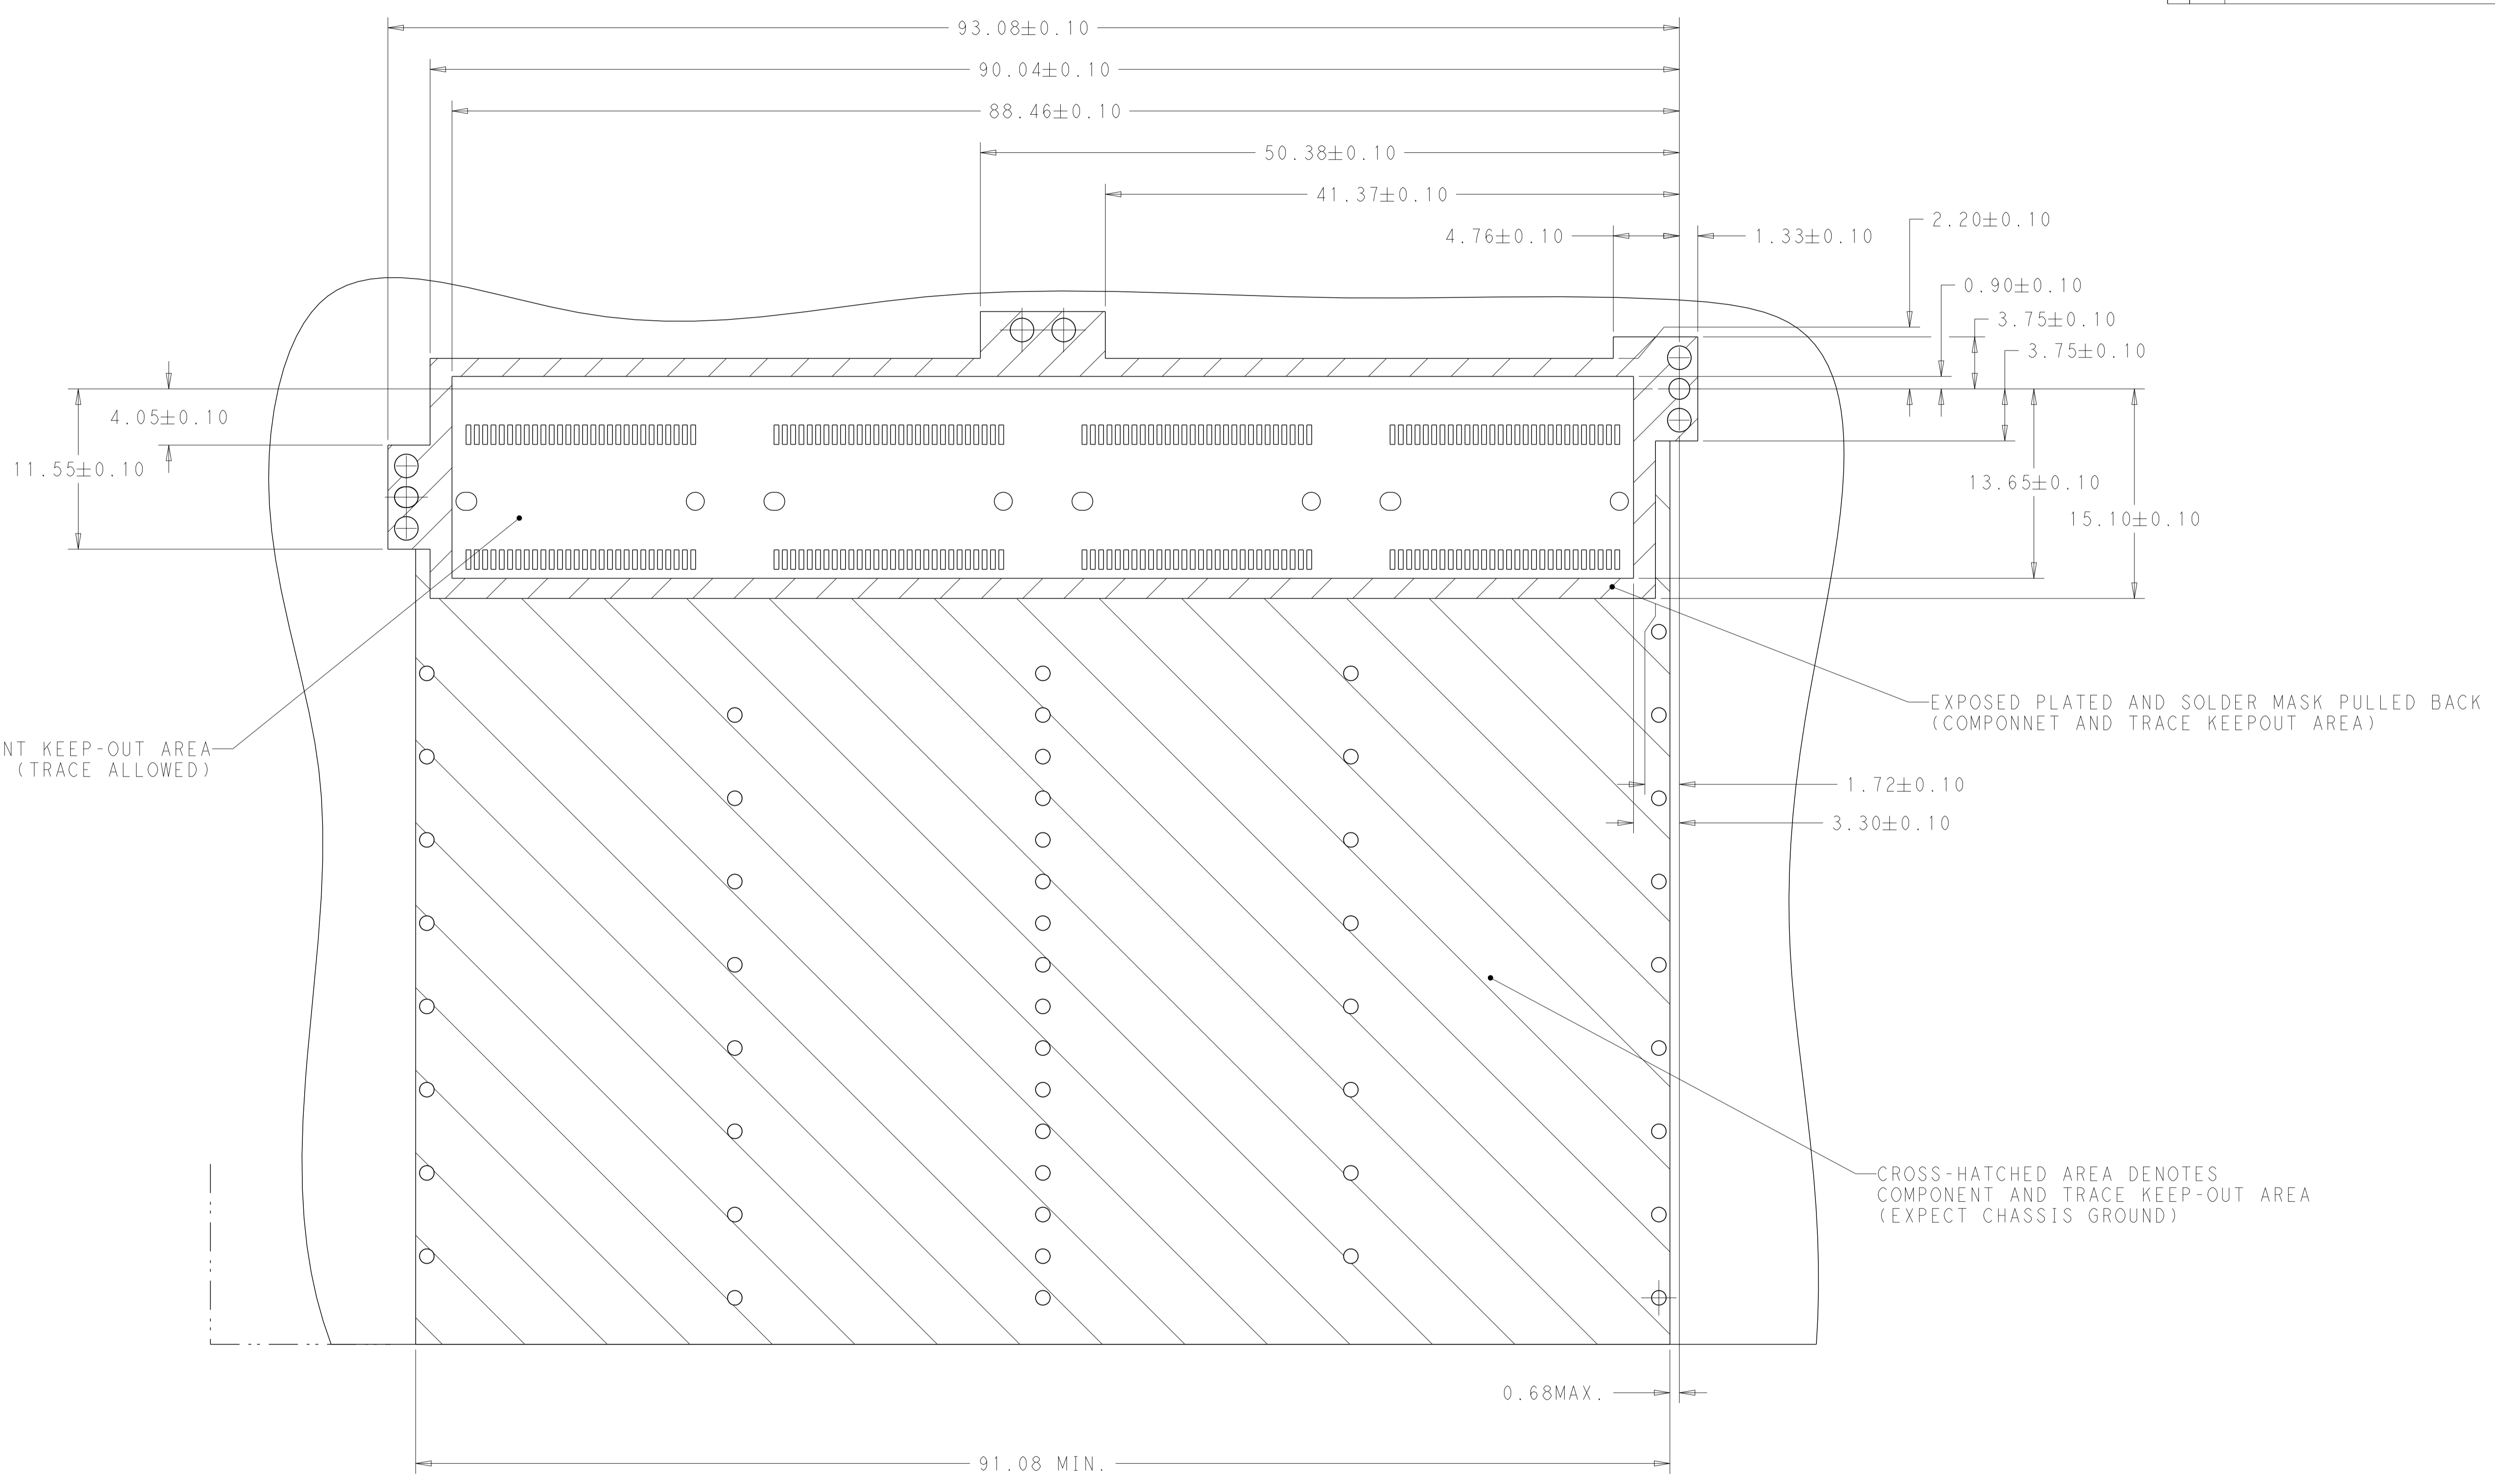 93.08±0.10
90.04±0.10
88.46±0.10
50.38±0.10
41.37±0.10
2.20±0.10
4.76±0.10
1.33±0.10
0.90±0.10
3.75±0.10
3.75±0.10
4.05±0.10
11.55±0.10
13.65±0.10
15.10±0.10
EXPOSED PLATED AND SOLDER MASK PULLED BACK
(COMPONNET AND TRACE KEEPOUT AREA)
NT KEEP-OUT AREA
(TRACE ALLOWED)
1.72±0.10
3.30±0.10
CROSS-HATCHED AREA DENOTES
COMPONENT AND TRACE KEEP-OUT AREA
(EXPECT CHASSIS GROUND)
0.68MAX.
91.08 MIN.